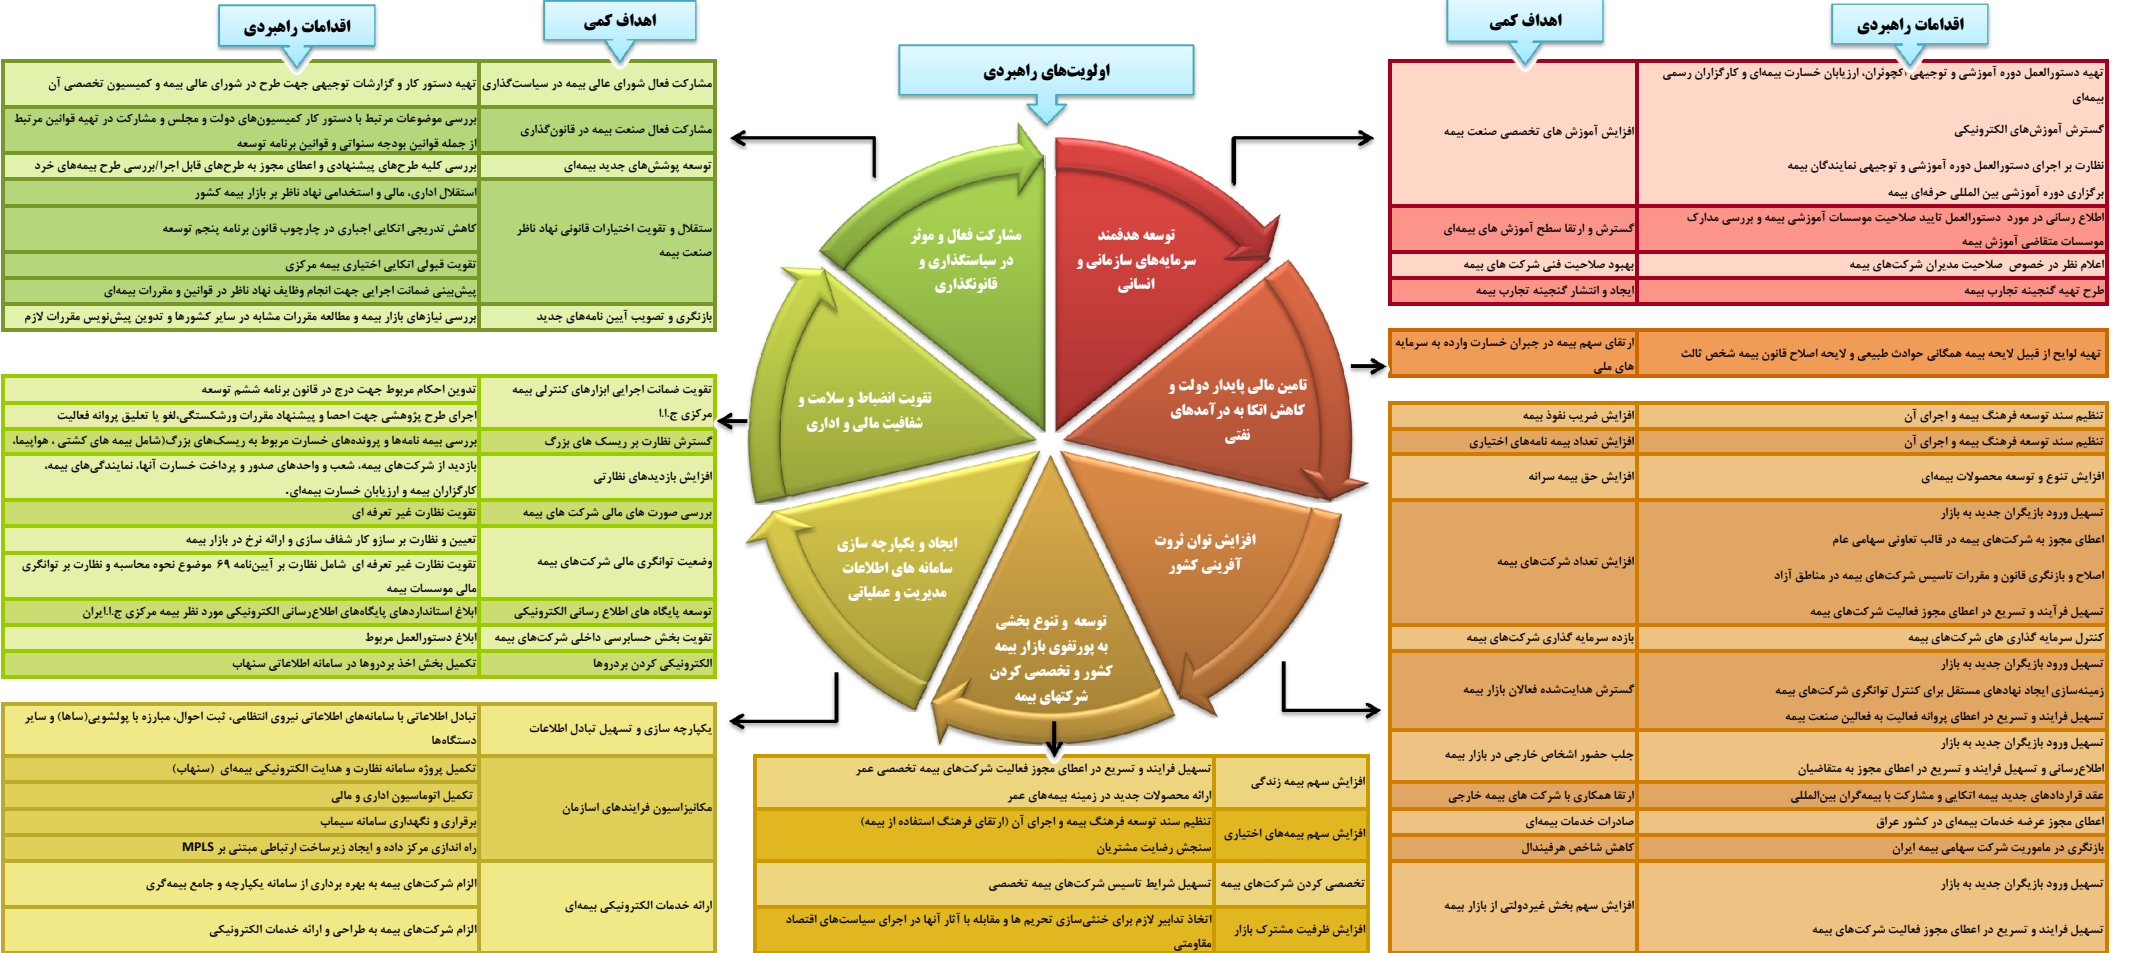 اقدامات راهبردی
اهداف کمی
اولویت‌های راهبردی
اهداف کمی
اقدامات راهبردی
تهیه دستورالعمل دوره آموزشی و توجیهی اکچوئران، ارزیابان خسارت بیمه‌ای و کارگزاران رسمی
بیمه‌ای
گسترش آموزش‌های الکترونیکی
نظارت بر اجرای دستورالعمل دوره آموزشی و توجیهی نمایندگان بیمه
برگزاری دوره آموزشی بین المللی حرفه‌ای بیمه
افزایش آموزش های تخصصی صنعت بیمه
اطلاع رسانی در مورد دستورالعمل تایید صلاحیت موسسات آموزشی بیمه و بررسی مدارک
موسسات متقاضی آموزش بیمه
گسترش و ارتقا سطح آموزش های بیمه‌ای
اعلام نظر در خصوص صلاحیت مدیران شرکت‌های بیمه
بهبود صلاحیت فنی شرکت های بیمه
طرح تهیه گنجینه تجارب بیمه
ایجاد و انتشار گنجینه تجارب بیمه
تهیه لوایح از قبیل لایحه بیمه همگانی حوادث طبیعی و لایحه اصلاح قانون بیمه شخص ثالث
ارتقای سهم بیمه در جبران خسارت وارده به سرمایه
های ملی
تنظیم سند توسعه فرهنگ بیمه و اجرای آن
افزایش ضریب نفوذ بیمه
تنظیم سند توسعه فرهنگ بیمه و اجرای آن
افزایش تعداد بیمه نامه‌های اختیاری
افزایش تنوع و توسعه محصولات بیمه‌ای
افزایش حق بیمه سرانه
تسهیل ورود بازیگران جدید به بازار
اعطای مجوز به شرکت‌های بیمه در قالب تعاونی سهامی عام
اصلاح و بازنگری قانون و مقررات تاسیس شرکت‌های بیمه در مناطق آزاد
تسهیل فرآیند و تسریع در اعطای مجوز فعالیت شرکت‌های بیمه
افزایش تعداد شرکت‌های بیمه
کنترل سرمایه گذاری های شرکت‌های بیمه
بازده سرمایه گذاری شرکت‌های بیمه
تسهیل ورود بازیگران جدید به بازار
زمینه‌سازی ایجاد نهادهای مستقل برای کنترل توانگری شرکت‌های بیمه
تسهیل فرایند و تسریع در اعطای پروانه فعالیت به فعالین صنعت بیمه
گسترش هدایت‌شده فعالان بازار بیمه
تسهیل ورود بازیگران جدید به بازار
اطلاع‌رسانی و تسهیل فرایند و تسریع در اعطای مجوز به متقاضیان
جلب حضور اشخاص خارجی در بازار بیمه
عقد قراردادهای جدید بیمه اتکایی و مشارکت با بیمه‌گران بین‌المللی
ارتقا همکاری با شرکت های بیمه خارجی
اعطای مجوز عرضه خدمات بیمه‌ای در کشور عراق
صادرات خدمات بیمه‌ای
بازنگری در ماموریت شرکت سهامی بیمه ایران
کاهش شاخص هرفیندال
تسهیل ورود بازیگران جدید به بازار
تسهیل فرایند و تسریع در اعطای مجوز فعالیت شرکت‌های بیمه
افزایش سهم بخش غیردولتی از بازار بیمه
توسعه هدفمند
سرمایه‌های سازمانی و
انسانی
تامین مالی پایدار دولت و
کاهش اتکا به درآمدهای
نفتی
افزایش توان ثروت
آفرینی کشور
توسعه و تنوع بخشی
به پورتفوی بازار بیمه
کشور و تخصصی کردن
شرکتهای بیمه
ایجاد و یکپارچه سازی
سامانه های اطلاعات
مدیریت و عملیاتی
تقویت انضباط و سلامت و
شفافیت مالی و اداری
مشارکت فعال و موثر
در سیاستگذاری و
قانونگذاری
افزایش سهم بیمه زندگی
تسهیل فرایند و تسریع در اعطای مجوز فعالیت شرکت‌های بیمه تخصصی عمر
ارائه محصولات جدید در زمینه بیمه‌های عمر
افزایش سهم بیمه‌های اختیاری
تنظیم سند توسعه فرهنگ بیمه و اجرای آن (ارتقای فرهنگ استفاده از بیمه)
سنجش رضایت مشتریان
تخصصی کردن شرکت‌های بیمه
تسهیل شرایط تاسیس شرکت‌های بیمه تخصصی
افزایش ظرفیت مشترک بازار
اتخاذ تدابیر لازم برای خنثی‌سازی تحریم ها و مقابله با آثار آنها در اجرای سیاست‌های اقتصاد
مقاومتی
مشارکت فعال شورای عالی بیمه در سیاست‌گذاری
تهیه دستور کار و گزارشات توجیهی جهت طرح در شورای عالی بیمه و کمیسیون تخصصی آن
مشارکت فعال صنعت بیمه در قانون‌گذاری
بررسی موضوعات مرتبط با دستور کار کمیسیون‌های دولت و مجلس و مشارکت در تهیه قوانین مرتبط
از جمله قوانین بودجه سنواتی و قوانین برنامه توسعه
توسعه پوشش‌های جدید بیمه‌ای
بررسی کلیه طرح‌های پیشنهادی و اعطای مجوز به طرح‌های قابل اجرا/بررسی طرح بیمه‌های خرد
ستقلال و تقویت اختیارات قانونی نهاد ناظر
صنعت بیمه
استقلال اداری، مالی و استخدامی نهاد ناظر بر بازار بیمه کشور
کاهش تدریجی اتکایی اجباری در چارچوب قانون برنامه پنجم توسعه
تقویت قبولی اتکایی اختیاری بیمه مرکزی
پیش‌بینی ضمانت اجرایی جهت انجام وظایف نهاد ناظر در قوانین و مقررات بیمه‌ای
بازنگری و تصویب آیین نامه‌های جدید
بررسی نیازهای بازار بیمه و مطالعه مقررات مشابه در سایر کشورها و تدوین پیش‌نویس مقررات لازم
تقویت ضمانت اجرایی ابزارهای کنترلی بیمه
مرکزی ج.ا.ا
تدوین احکام مربوط جهت درج در قانون برنامه ششم توسعه
اجرای طرح پژوهشی جهت احصا و پیشنهاد مقررات ورشکستگی،لغو یا تعلیق پروانه فعالیت
گسترش نظارت بر ریسک های بزرگ
بررسی بیمه نامه‌ها و پرونده‌های خسارت مربوط به ریسک‌های بزرگ(شامل بیمه های کشتی ، هواپیما،
افزایش بازدیدهای نظارتی
بازدید از شرکت‌های بیمه، شعب و واحدهای صدور و پرداخت خسارت آنها، نمایندگی‌های بیمه،
کارگزاران بیمه و ارزیابان خسارت بیمه‌ای.
بررسی صورت های مالی شرکت های بیمه
تقویت نظارت غیر تعرفه ای
وضعیت توانگری مالی شرکت‌های بیمه
تعیین و نظارت بر سازو کار شفاف سازی و ارائه نرخ در بازار بیمه
تقویت نظارت غیر تعرفه ای شامل نظارت بر آیین‌نامه ۶۹ موضوع نحوه محاسبه و نظارت بر توانگری
مالی موسسات بیمه
توسعه پایگاه های اطلاع رسانی الکترونیکی
ابلاغ استانداردهای پایگاه‌های اطلاع‌رسانی الکترونیکی مورد نظر بیمه مرکزی ج.ا.ایران
تقویت بخش حسابرسی داخلی شرکت‌های بیمه
ابلاغ دستورالعمل مربوط
الکترونیکی کردن بردروها
تکمیل بخش اخذ بردروها در سامانه اطلاعاتی سنهاب
یکپارچه سازی و تسهیل تبادل اطلاعات
تبادل اطلاعاتی با سامانه‌های اطلاعاتی نیروی انتظامی، ثبت احوال، مبارزه با پولشویی(ساها) و سایر
دستگاه‌ها
مکانیزاسیون فرایندهای اسازمان
تکمیل پروژه سامانه نظارت و هدایت الکترونیکی بیمه‌ای (سنهاب)
تکمیل اتوماسیون اداری و مالی
برقراری و نگهداری سامانه سیماب
راه اندازی مرکز داده و ایجاد زیرساخت ارتباطی مبتنی بر MPLS
ارائه خدمات الکترونیکی بیمه‌ای
الزام شرکت‌های بیمه به بهره برداری از سامانه یکپارچه و جامع بیمه‌گری
الزام شرکت‌های بیمه به طراحی و ارائه خدمات الکترونیکی